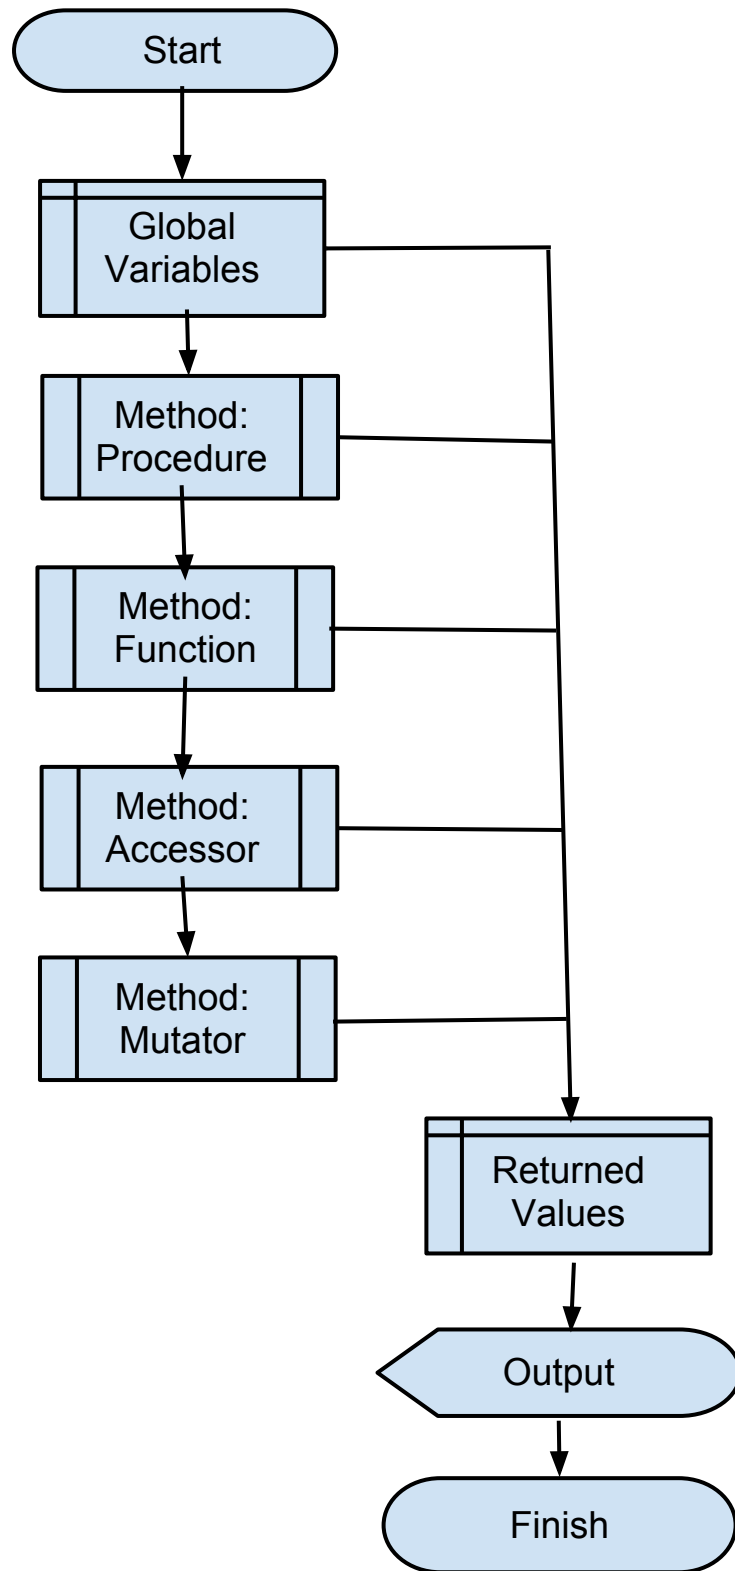 Start
Global
Variables
Method:
Procedure
Method:
Function
Method:
Accessor
Method:
Mutator
Returned
Values
Output
Finish